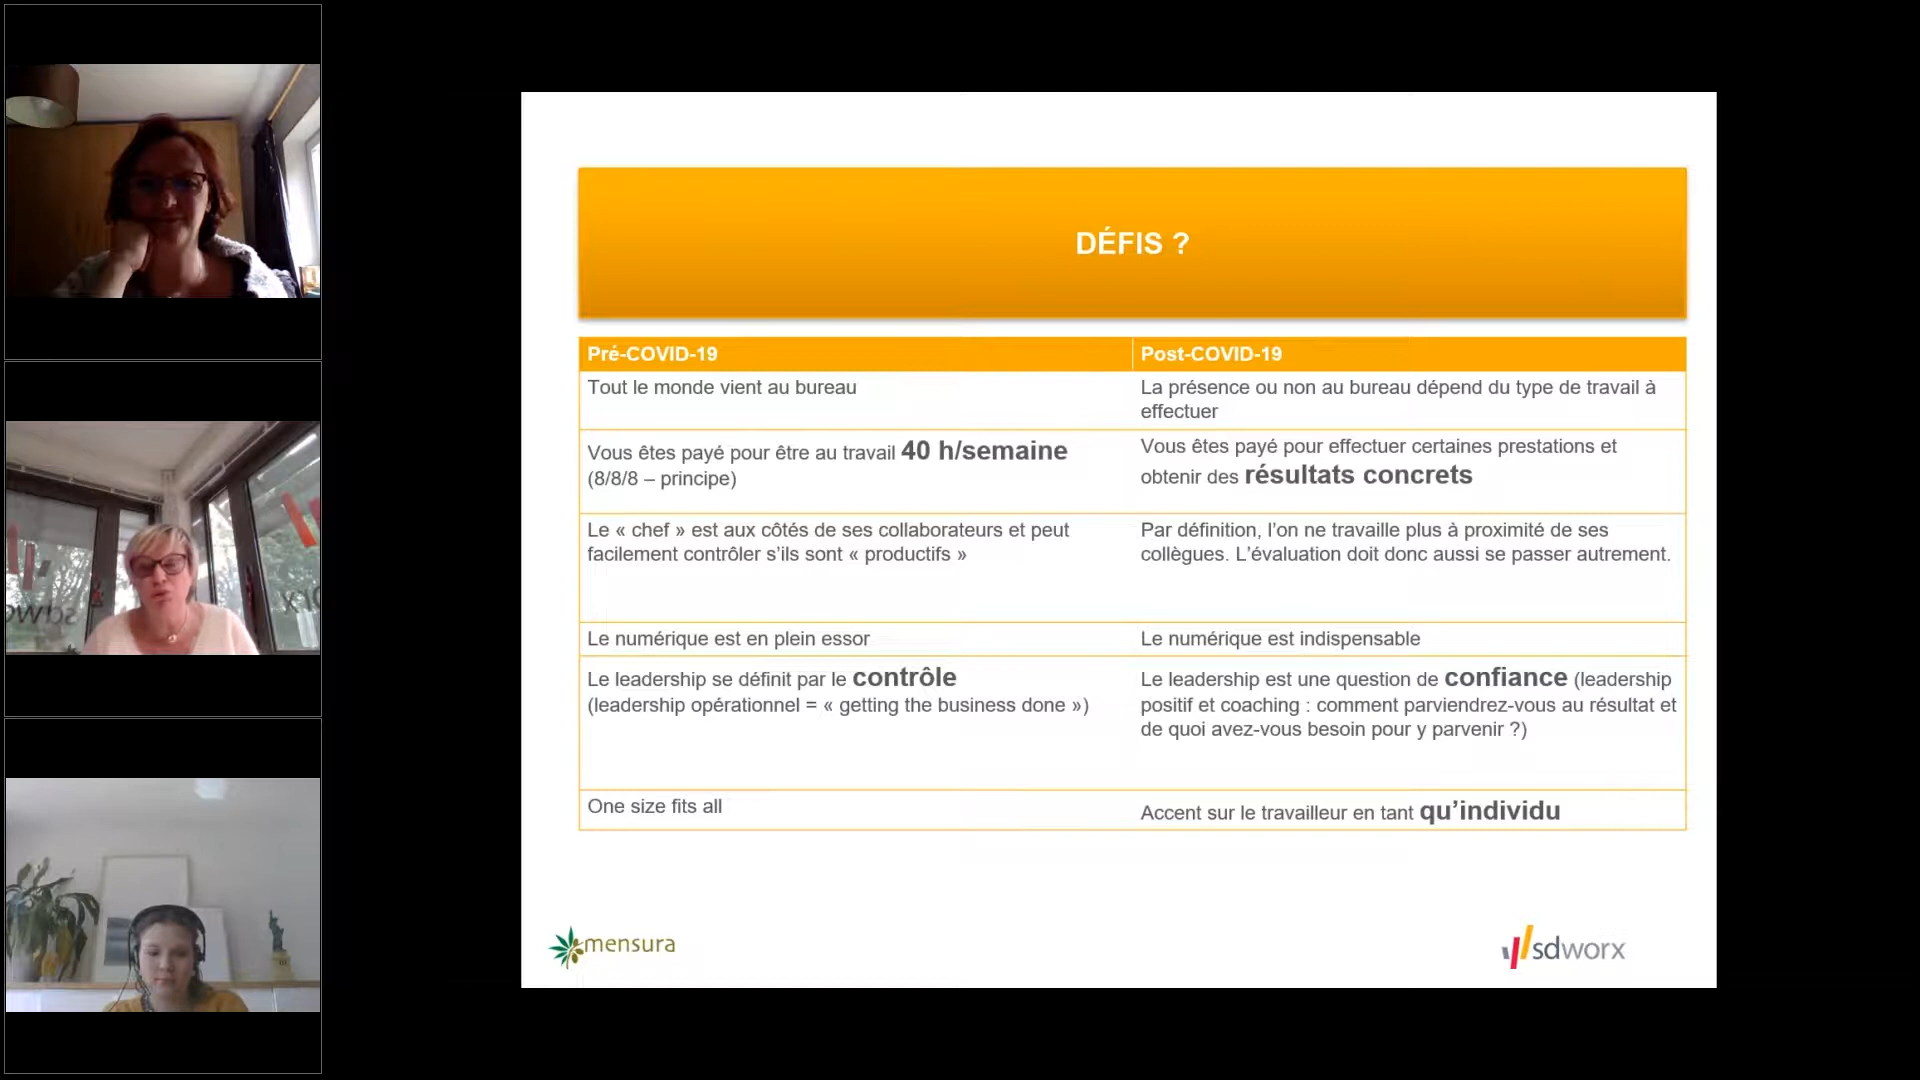 DÉFIS ?
Pré-COVID-19
Post-COVID-19
Tout le monde vient au bureau
La présence ou non au bureau dépend du type de travail à
effectuer
Vous êtes payé pour être au travail 40 h/semaine
(8/8/8 – principe)
Vous êtes payé pour effectuer certaines prestations et
obtenir des résultats concrets
Le « chef » est aux côtés de ses collaborateurs et peut
facilement contrôler s’ils sont « productifs »
Par définition, l’on ne travaille plus à proximité de ses
collègues. L’évaluation doit donc aussi se passer autrement.
Le numérique est en plein essor
Le numérique est indispensable
Le leadership se définit par le contrôle
(leadership opérationnel = « getting the business done »)
Le leadership est une question de confiance (leadership
positif et coaching : comment parviendrez-vous au résultat et
de quoi avez-vous besoin pour y parvenir ?)
One size fits all
Accent sur le travailleur en tant qu’individu
mensura
sdworx